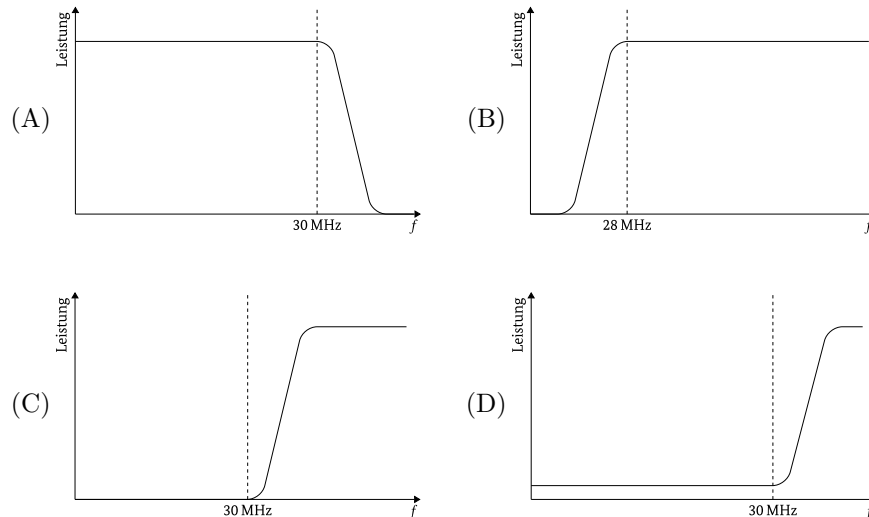 Leistung
(A)
30 MHz
f
Leistung
(B)
28 MHz
f
Leistung
(C)
30 MHz
f
Leistung
(D)
30 MHz
f